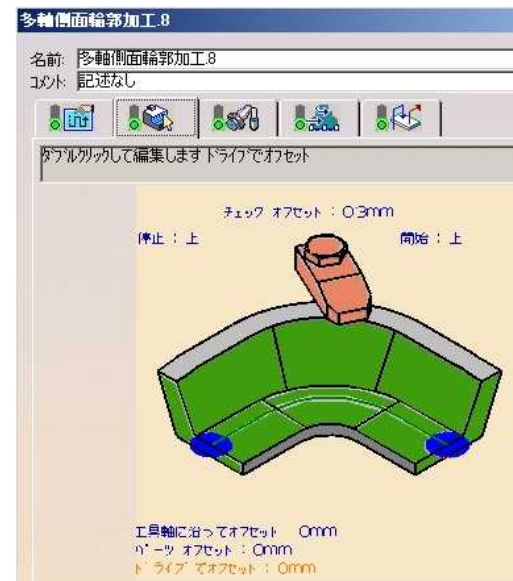 多軸側面輪郭加工.8
名前: 多軸側面輪郭加工.8
コメント: 記述なし
ダブルクリックして編集します ドライブでオフセット
チェック オフセット : 0.3mm
停止 : 上
開始 : 上
工具軸に沿ってオフセット 0mm
パーツ オフセット : 0mm
ドライブ でオフセット : 0mm